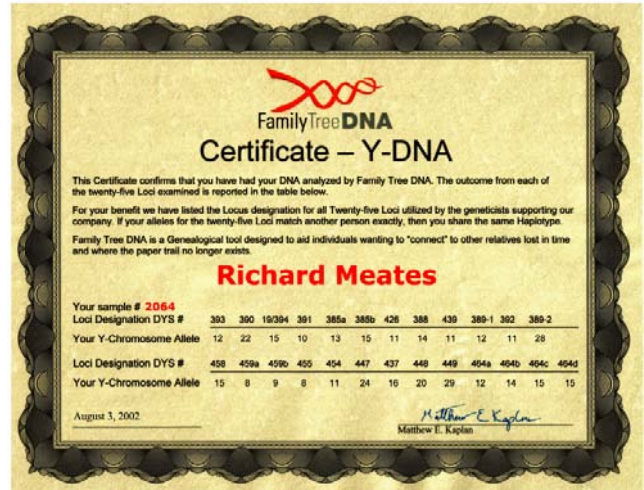 FamilyTreeDNA
Certificate – Y-DNA
This Certificate confirms that you have had your DNA analyzed by Family Tree DNA. The outcome from each of
the twenty-five Loci examined is reported in the table below.
For your benefit we have listed the Locus designation for all Twenty-five Loci utilized by the geneticists supporting our
company. If your alleles for the twenty-five Loci match another person exactly, then you share the same Haplotype.
Family Tree DNA is a Genealogical tool designed to aid individuals wanting to "connect" to other relatives lost in time
and where the paper trail no longer exists.
Richard Meates
Your sample # 2064
Loci Designation DYS # 393 390 19/394 391 385a 385b 426 388 439 389-1 392 389-2
Your Y-Chromosome Allele 12 22 15 10 13 15 11 14 11 12 11 28
Loci Designation DYS # 458 459a 459b 455 454 447 437 448 449 464a 464b 464c 464d
Your Y-Chromosome Allele 15 8 9 8 11 24 16 20 29 12 14 15 15
Matthew E Kaplan
August 3, 2002
Matthew E. Kaplan